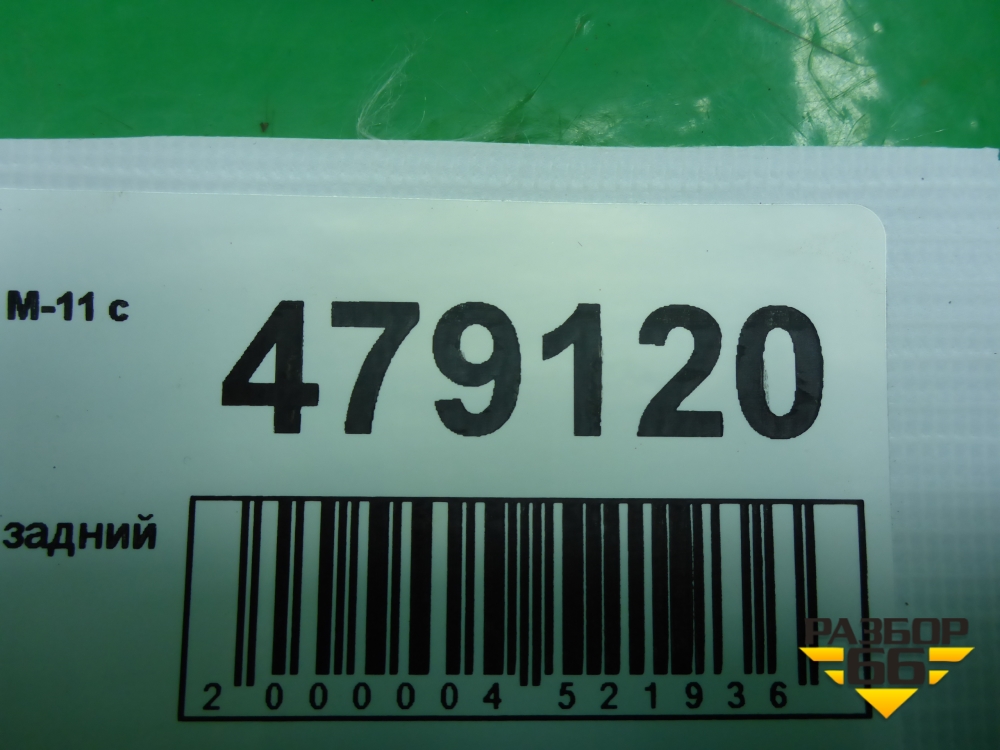 М-11 с
479120
задний
2 000004 521936
РАЗБОР
66